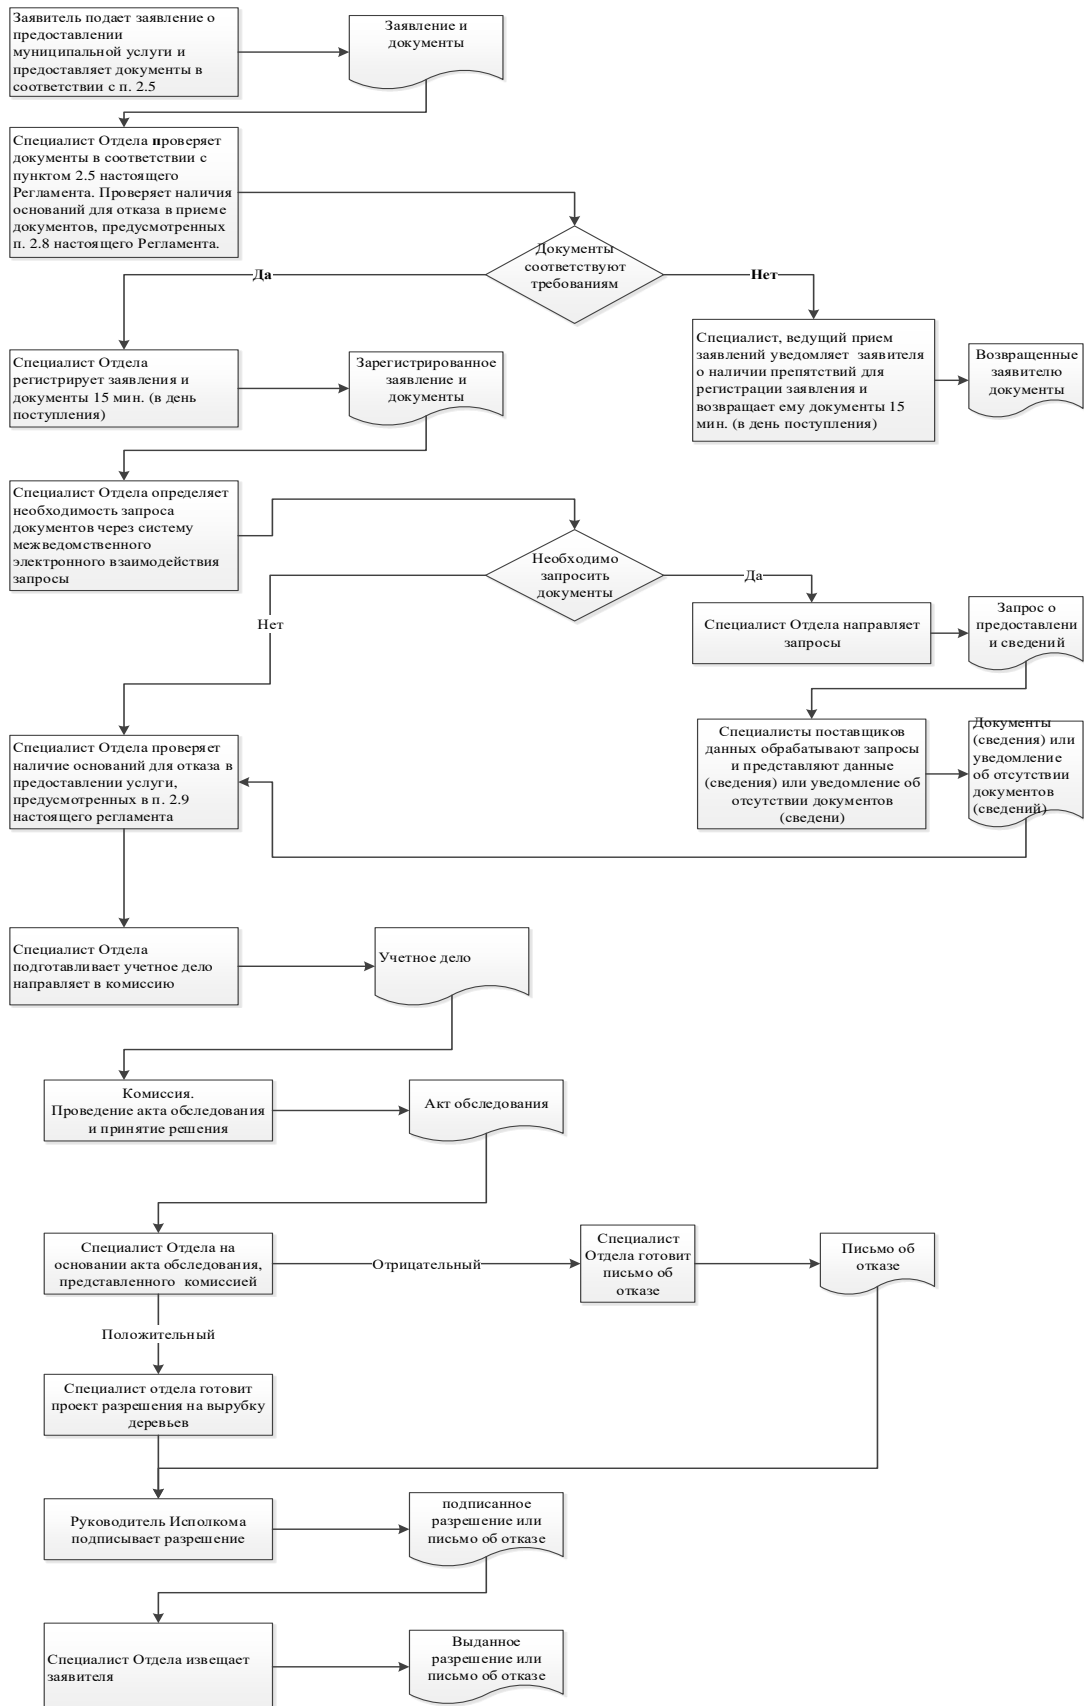 Заявитель подает заявление о
предоставлении
муниципальной услуги и
предоставляет документы в
соответствии с п. 2.5
Заявление и
документы
Специалист Отдела проверяет
документы в соответствии с
пунктом 2.5 настоящего
Регламента. Проверяет наличия
оснований для отказа в приеме
документов, предусмотренных
п. 2.8 настоящего Регламента.
Документы
соответствуют
требованиям
Да
Нет
Специалист Отдела
регистрирует заявления и
документы 15 мин. (в день
поступления)
Зарегистрированное
заявление и
документы
Специалист, ведущий прием
заявлений уведомляет заявителя
о наличии препятствий для
регистрации заявления и
возвращает ему документы 15
мин. (в день поступления)
Возвращенные
заявителю
документы
Специалист Отдела определяет
необходимость запроса
документов через систему
межведомственного
электронного взаимодействия
запросы
Необходимо
запросить
документы
Да
Нет
Специалист Отдела направляет
запросы
Запрос о
предоставлени
и сведений
Специалист Отдела проверяет
наличие оснований для отказа в
предоставлении услуги,
предусмотренных в п. 2.9
настоящего регламента
Специалисты поставщиков
данных обрабатывают запросы
и представляют данные
(сведения) или уведомление об
отсутствии документов
(сведени)
Документы
(сведения) или
уведомление
об отсутствии
документов
(сведений)
Специалист Отдела
подготавливает учетное дело
направляет в комиссию
Учетное дело
Комиссия.
Проведение акта обследования
и принятие решения
Акт обследования
Специалист Отдела на
основании акта обследования,
представленного комиссией
Отрицательный
Специалист
Отдела готовит
письмо об
отказе
Письмо об
отказе
Положительный
Специалист отдела готовит
проект разрешения на вырубку
деревьев
Руководитель Исполкома
подписывает разрешение
подписанное
разрешение или
письмо об отказе
Специалист Отдела извещает
заявителя
Выданное
разрешение или
письмо об отказе